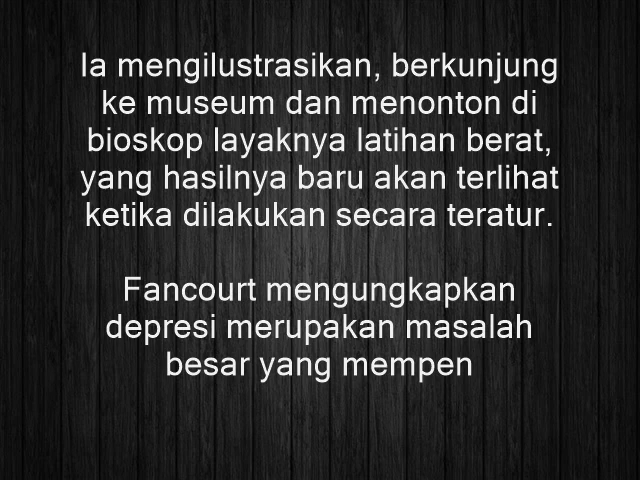 Ia mengilustrasikan, berkunjung
ke museum dan menonton di
bioskop layaknya latihan berat,
yang hasilnya baru akan terlihat
ketika dilakukan secara teratur.
Fancourt mengungkapkan
depresi merupakan masalah
besar yang mempen